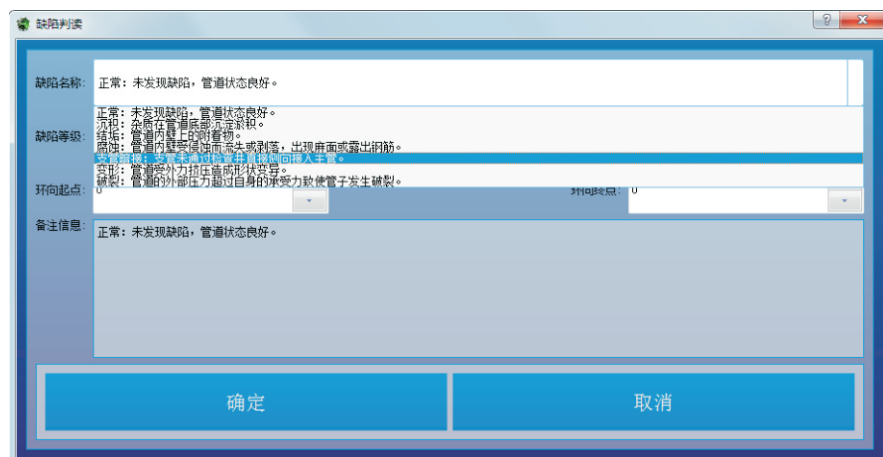 缺陷判读
缺陷名称: 正常: 未发现缺陷，管道状态良好。
正常: 未发现缺陷，管道状态良好。
沉积: 杂质在管道底部沉淀淤积。
结垢: 管道内壁上的附着物。
腐蚀: 管道内壁受侵蚀而流失或剥落，出现麻面或露出钢筋。
支管暗接: 支管未通过检查井直接侧向接入主管。
变形: 管道受外力挤压造成形状变异。
破裂: 管道的外部压力超过自身的承受力致使管子发生破裂。
缺陷等级:
环向起点: 0 环向终点: 0
备注信息: 正常: 未发现缺陷，管道状态良好。
确定 取消